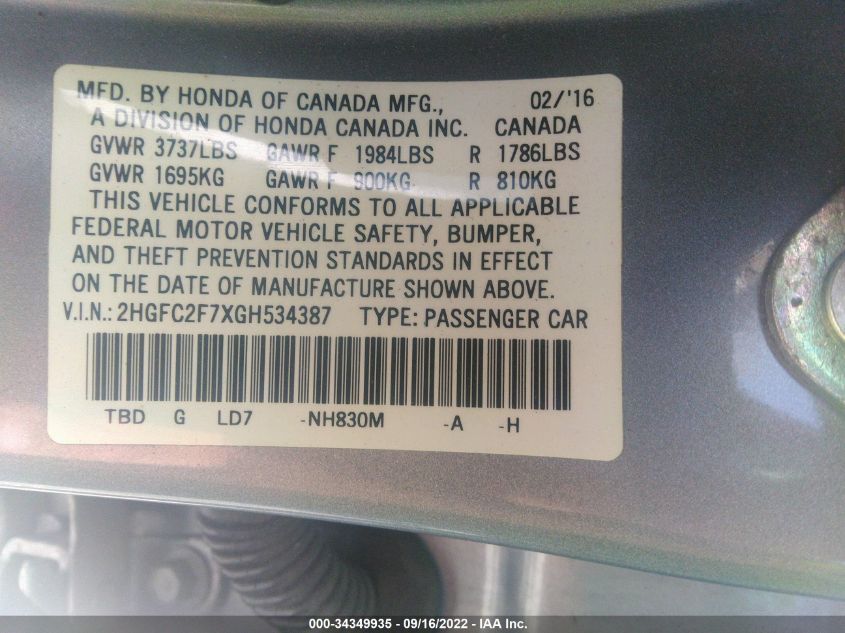 MFD. BY HONDA OF CANADA MFG., 02/'16
A DIVISION OF HONDA CANADA INC. CANADA
GVWR 3737LBS GAWR F 1984LBS R 1786LBS
GVWR 1695KG GAWR F 900KG R 810KG
THIS VEHICLE CONFORMS TO ALL APPLICABLE
FEDERAL MOTOR VEHICLE SAFETY, BUMPER,
AND THEFT PREVENTION STANDARDS IN EFFECT
ON THE DATE OF MANUFACTURE SHOWN ABOVE.
V.I.N.: 2HGFC2F7XGH534387 TYPE: PASSENGER CAR
TBD G LD7 -NH830M -A -H
000-34349935 - 09/16/2022 - IAA Inc.